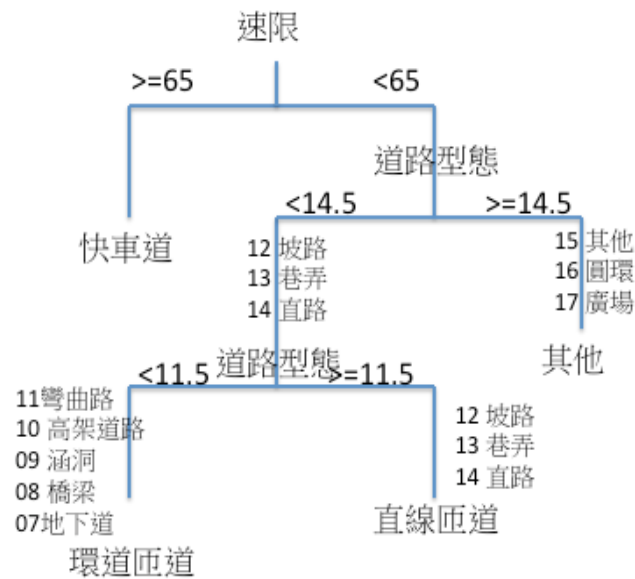 速限
>=65
<65
道路型態
<14.5
>=14.5
快車道
12 坡路
13 巷弄
14 直路
15 其他
16 圓環
17 廣場
其他
道路型態
<11.5
>=11.5
11彎曲路
10 高架道路
09 涵洞
08 橋梁
07地下道
12 坡路
13 巷弄
14 直路
環道匝道
直線匝道